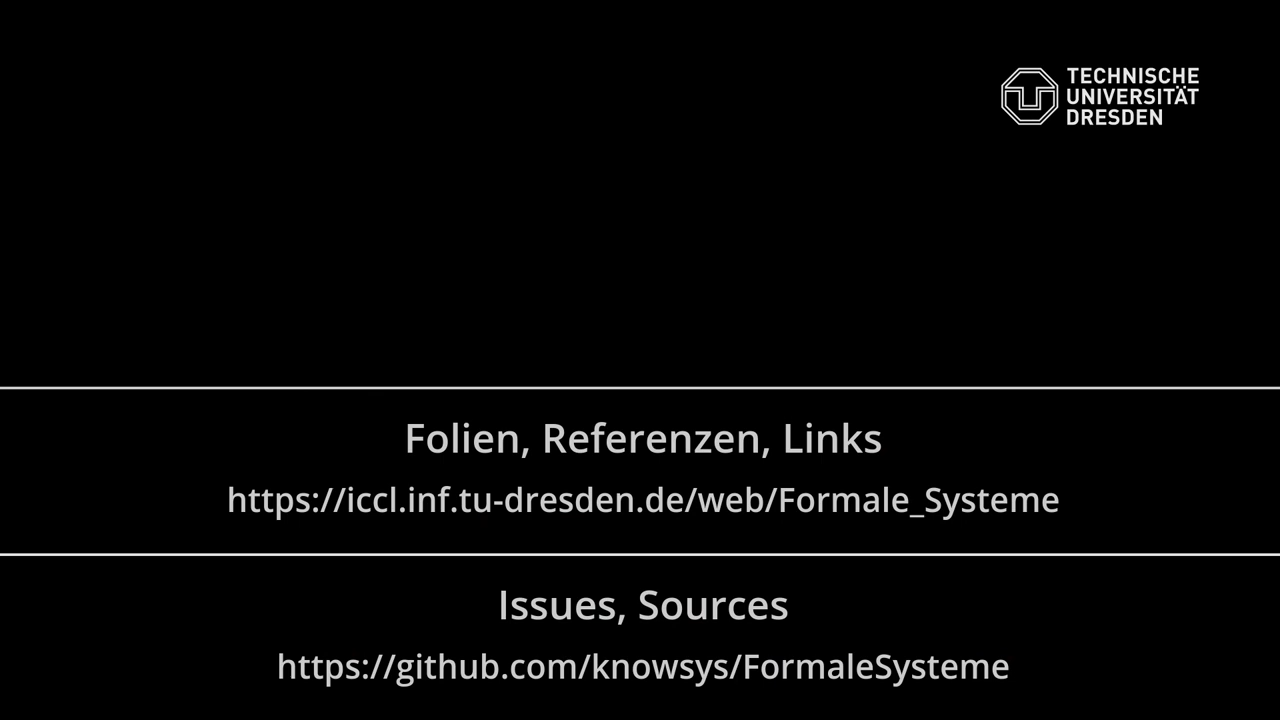 TECHNISCHE
UNIVERSITÄT
DRESDEN
Folien, Referenzen, Links
https://iccl.inf.tu-dresden.de/web/Formale_Systeme
Issues, Sources
https://github.com/knowsys/FormaleSysteme